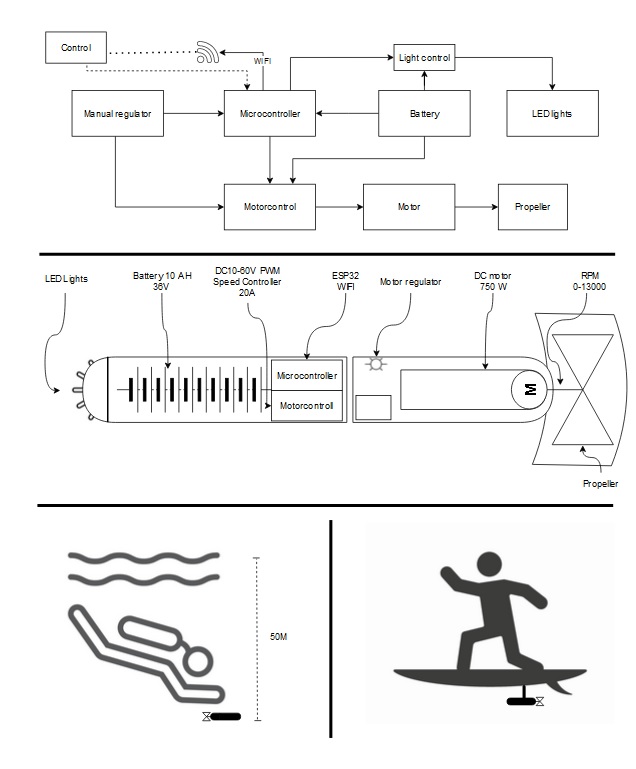 Control
WIFI
Light control
Manual regulator
Microcontroller
Battery
LED lights
Motorcontrol
Motor
Propeller
LED Lights
Battery 10 AH
36V
DC10-60V PWM
Speed Controller
20A
ESP32
WIFI
Motor regulator
DC motor
750 W
RPM
0-13000
Microcontroller
Motorcontroll
M
Propeller
50M